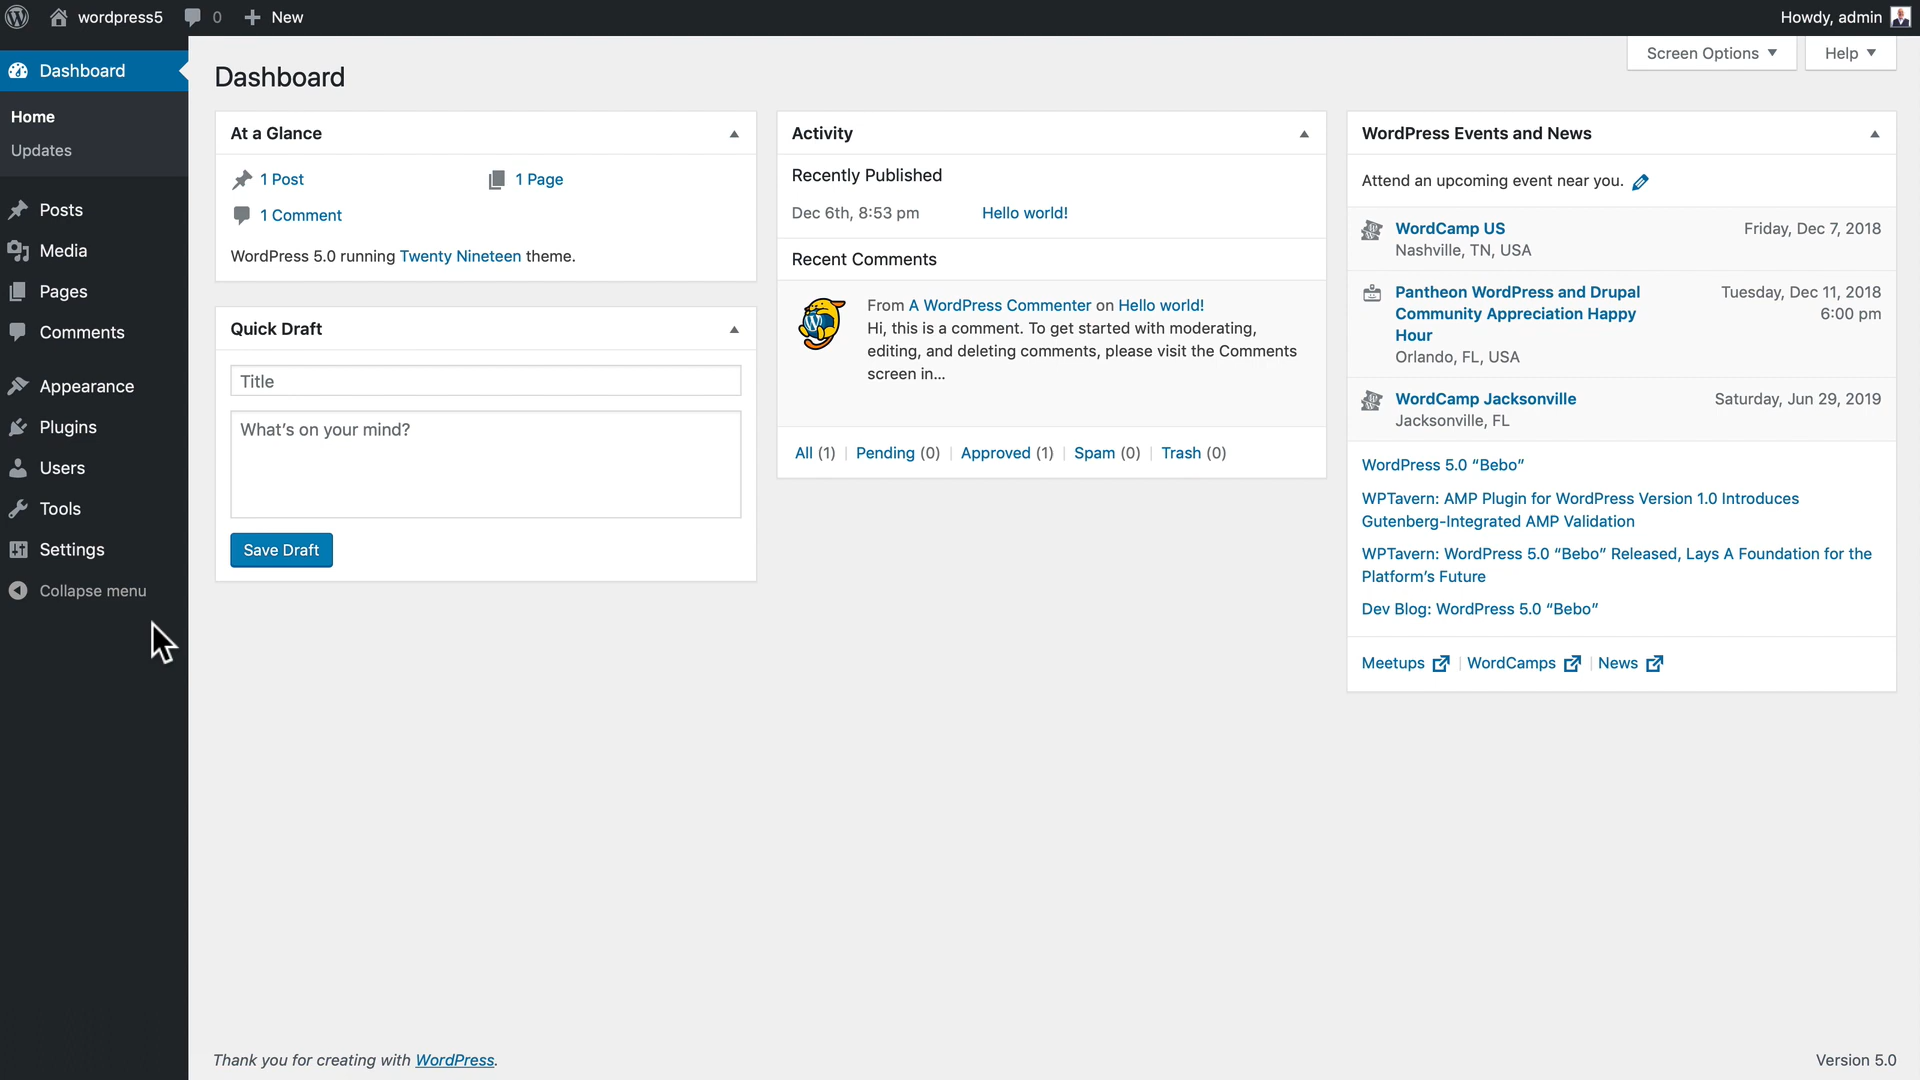 wordpress5 0 New Howdy, admin
Dashboard
Home
Updates
Posts
Media
Pages
Comments
Appearance
Plugins
Users
Tools
Settings
Collapse menu
Screen Options Help
Dashboard
At a Glance
1 Post 1 Page
1 Comment
WordPress 5.0 running Twenty Nineteen theme.
Quick Draft
Title
What's on your mind?
Save Draft
Activity
Recently Published
Dec 6th, 8:53 pm Hello world!
Recent Comments
From A WordPress Commenter on Hello world!
Hi, this is a comment. To get started with moderating,
editing, and deleting comments, please visit the Comments
screen in...
All (1) | Pending (0) | Approved (1) | Spam (0) | Trash (0)
WordPress Events and News
Attend an upcoming event near you.
WordCamp US Friday, Dec 7, 2018
Nashville, TN, USA
Pantheon WordPress and Drupal Tuesday, Dec 11, 2018
Community Appreciation Happy 6:00 pm
Hour
Orlando, FL, USA
WordCamp Jacksonville Saturday, Jun 29, 2019
Jacksonville, FL
WordPress 5.0 “Bebo”
WPTavern: AMP Plugin for WordPress Version 1.0 Introduces
Gutenberg-Integrated AMP Validation
WPTavern: WordPress 5.0 “Bebo” Released, Lays A Foundation for the
Platform’s Future
Dev Blog: WordPress 5.0 “Bebo”
Meetups | WordCamps | News
Thank you for creating with WordPress. Version 5.0